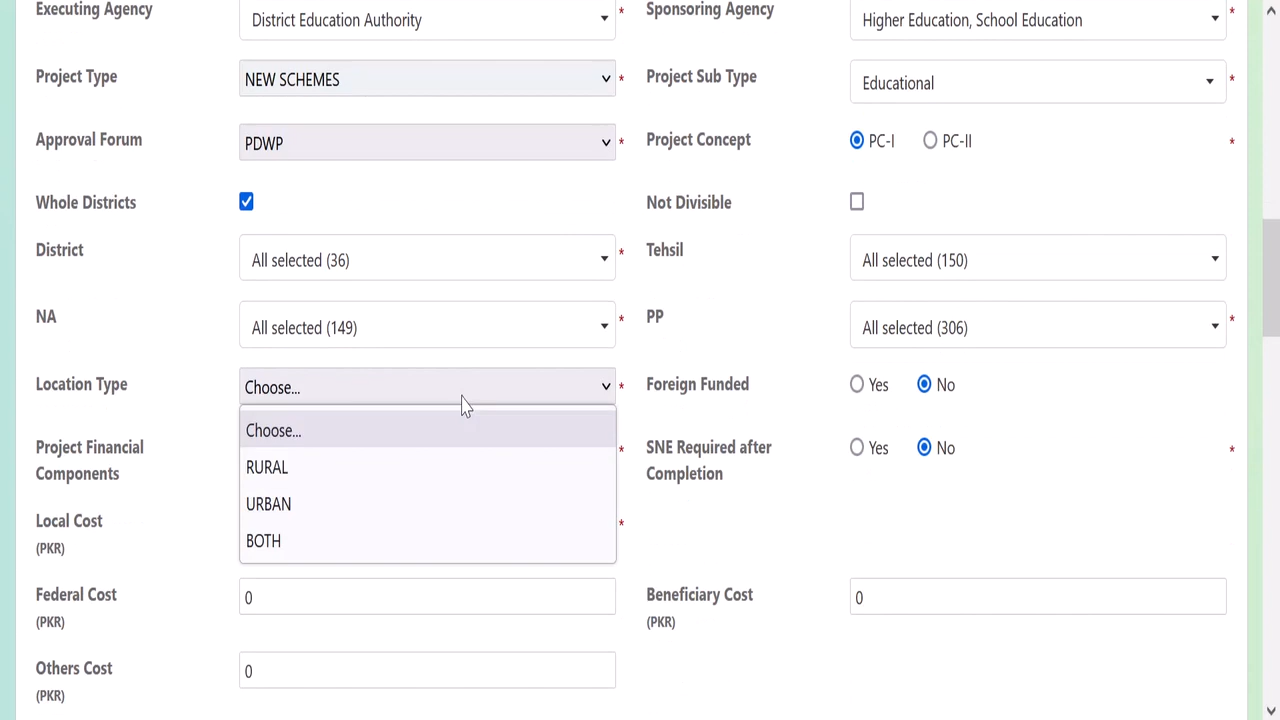 Executing Agency District Education Authority * Sponsoring Agency Higher Education, School Education *
Project Type NEW SCHEMES * Project Sub Type Educational *
Approval Forum PDWP * Project Concept PC-I PC-II *
Whole Districts Not Divisible
District All selected (36) * Tehsil All selected (150)
NA All selected (149) * PP All selected (306) *
Location Type Choose... * Foreign Funded Yes No
Choose...
Project Financial * SNE Required after Yes No *
Components RURAL Completion
URBAN
Local Cost *
(PKR) BOTH
Federal Cost 0 Beneficiary Cost 0
(PKR) (PKR)
Others Cost 0
(PKR)